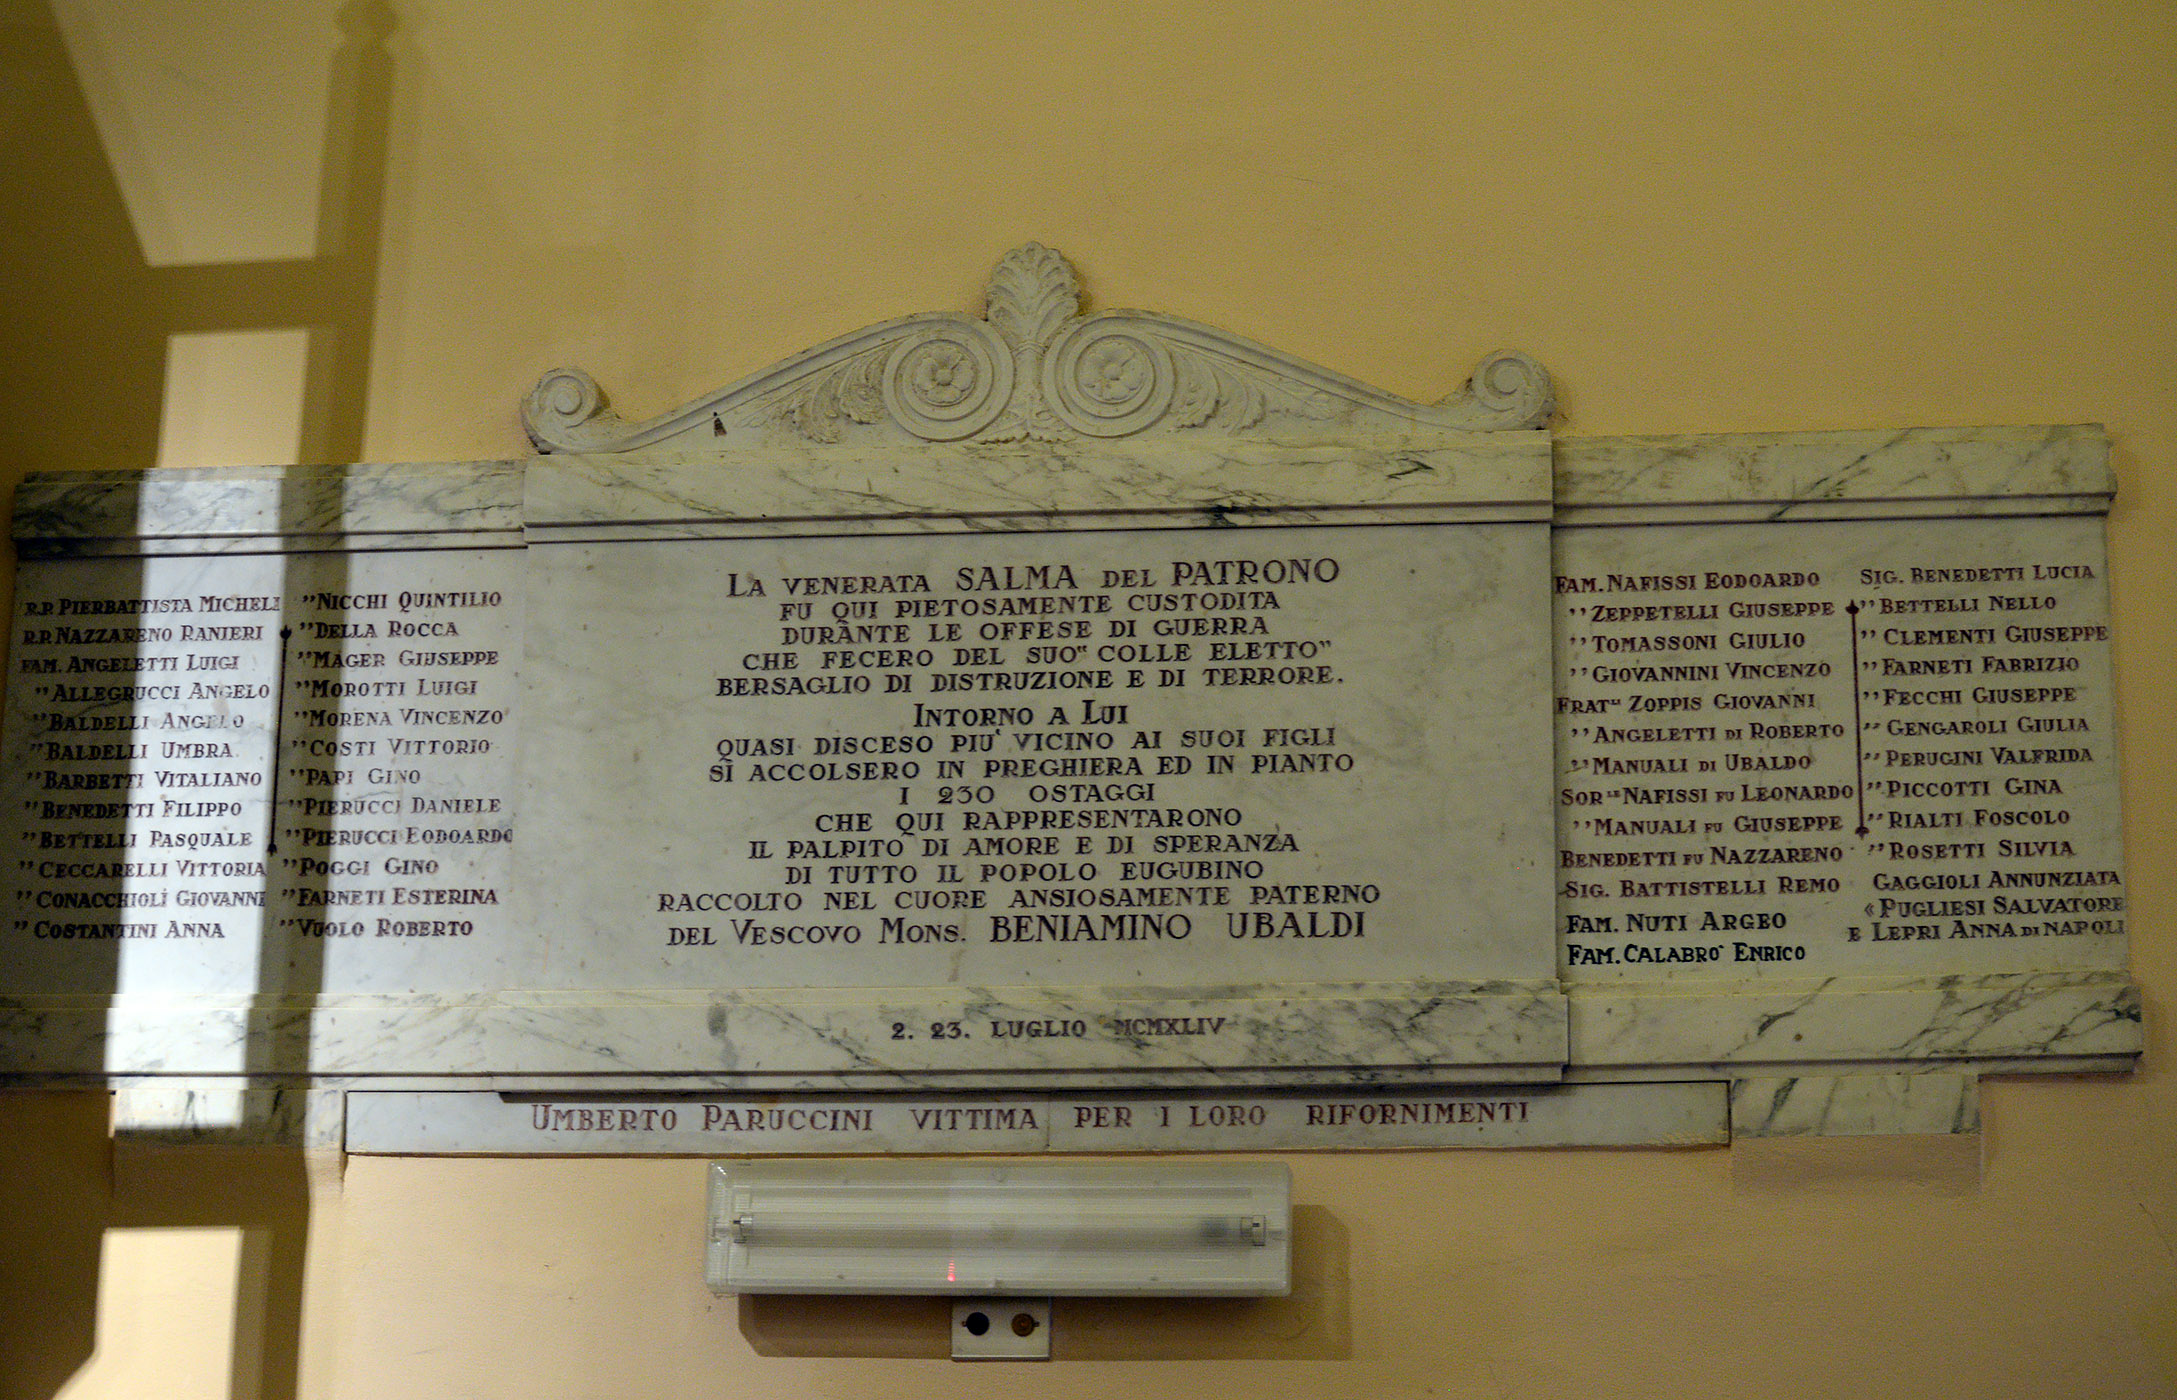 R.P. PIERBATTISTA MICHELI
R.P. NAZZARENO RANIERI
FAM. ANGELETTI LUIGI
" ALLEGRUCCI ANGELO
" BALDELLI ANGELO
" BALDELLI UMBRA
" BARBETTI VITALIANO
" BENEDETTI FILIPPO
" BETTELLI PASQUALE
" CECCARELLI VITTORIA
" CONACCHIOLI GIOVANNI
" COSTANTINI ANNA
" NICCHI QUINTILIO
" DELLA ROCCA
" MAGER GIUSEPPE
" MOROTTI LUIGI
" MORENA VINCENZO
" COSTI VITTORIO
" PAPI GINO
" PIERUCCI DANIELE
" PIERUCCI EODOARDO
" POGGI GINO
" FARNETI ESTERINA
" VUOLO ROBERTO
LA VENERATA SALMA DEL PATRONO
FU QUI PIETOSAMENTE CUSTODITA
DURANTE LE OFFESE DI GUERRA
CHE FECERO DEL SUO "COLLE ELETTO"
BERSAGLIO DI DISTRUZIONE E DI TERRORE.
INTORNO A LUI
QUASI DISCESO PIU' VICINO AI SUOI FIGLI
SI ACCOLSERO IN PREGHIERA ED IN PIANTO
I 230 OSTAGGI
CHE QUI RAPPRESENTARONO
IL PALPITO DI AMORE E DI SPERANZA
DI TUTTO IL POPOLO EUGUBINO
RACCOLTO NEL CUORE ANSIOSAMENTE PATERNO
DEL VESCOVO MONS. BENIAMINO UBALDI
FAM. NAFISSI EODOARDO
" ZEPPETELLI GIUSEPPE
" TOMASSONI GIULIO
" GIOVANNINI VINCENZO
FRAT.LLI ZOPPIS GIOVANNI
" ANGELETTI DI ROBERTO
" MANUALI DI UBALDO
SOR.LLE NAFISSI FU LEONARDO
" MANUALI FU GIUSEPPE
BENEDETTI FU NAZZARENO
SIG. BATTISTELLI REMO
FAM. NUTI ARGEO
FAM. CALABRO' ENRICO
SIG. BENEDETTI LUCIA
" BETTELLI NELLO
" CLEMENTI GIUSEPPE
" FARNETI FABRIZIO
" FECCHI GIUSEPPE
" GENGAROLI GIULIA
" PERUGINI VALFRIDA
" PICCOTTI GINA
" RIALTI FOSCOLO
" ROSETTI SILVIA
GAGGIOLI ANNUNZIATA
" PUGLIESI SALVATORE
E LEPRI ANNA DI NAPOLI
2. 23. LUGLIO MCMXLIV
UMBERTO PARUCCINI VITTIMA PER I LORO RIFORNIMENTI